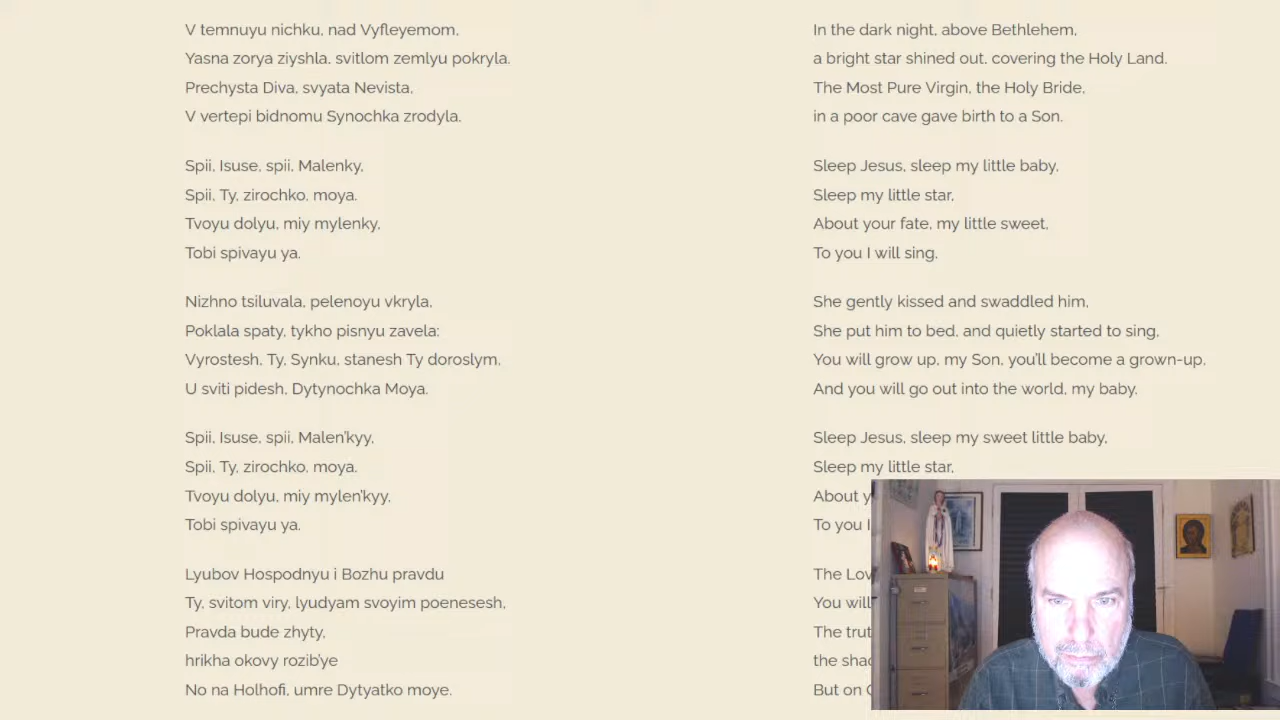 V temnuyu nichku, nad Vyfleyemom,
Yasna zorya ziyshla, svitlom zemlyu pokryla.
Prechysta Diva, svyata Nevista,
V vertepi bidnomu Synochka zrodyla.
Spii, Isuse, spii, Malenky,
Spii, Ty, zirochko, moya.
Tvoyu dolyu, miy mylenky,
Tobi spivayu ya.
Nizhno tsiluvala, pelenoyu vkryla,
Poklala spaty, tykho pisnyu zavela:
Vyrostesh, Ty, Synku, stanesh Ty doroslym.
U sviti pidesh, Dytynochka Moya.
Spii, Isuse, spii, Malen'kyy,
Spii, Ty, zirochko, moya.
Tvoyu dolyu, miy mylen'kyy.
Tobi spivayu ya.
Lyubov Hospodnyu i Bozhu pravdu
Ty, svitom viry, lyudyam svoyim poenesesh,
Pravda bude zhyty,
hrikha okovy rozib'ye
No na Holhofi, umre Dytyatko moye.
In the dark night, above Bethlehem,
a bright star shined out, covering the Holy Land.
The Most Pure Virgin, the Holy Bride,
in a poor cave gave birth to a Son.
Sleep Jesus, sleep my little baby,
Sleep my little star,
About your fate, my little sweet,
To you I will sing.
She gently kissed and swaddled him,
She put him to bed, and quietly started to sing,
You will grow up, my Son, you'll become a grown-up,
And you will go out into the world, my baby.
Sleep Jesus, sleep my sweet little baby,
Sleep my little star,
About
To you I
The
You will
The
the
But on